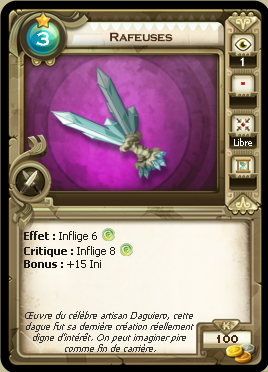 Rafeuses
3
1
Libre
Effet : Inflige 6
Critique : Inflige 8
Bonus : +15 Ini
Œuvre du célébre artisan Daguiero, cette
dague fut sa dernière création réellement
digne d'intérêt. On peut imaginer pire
comme fin de carrière.
K
100